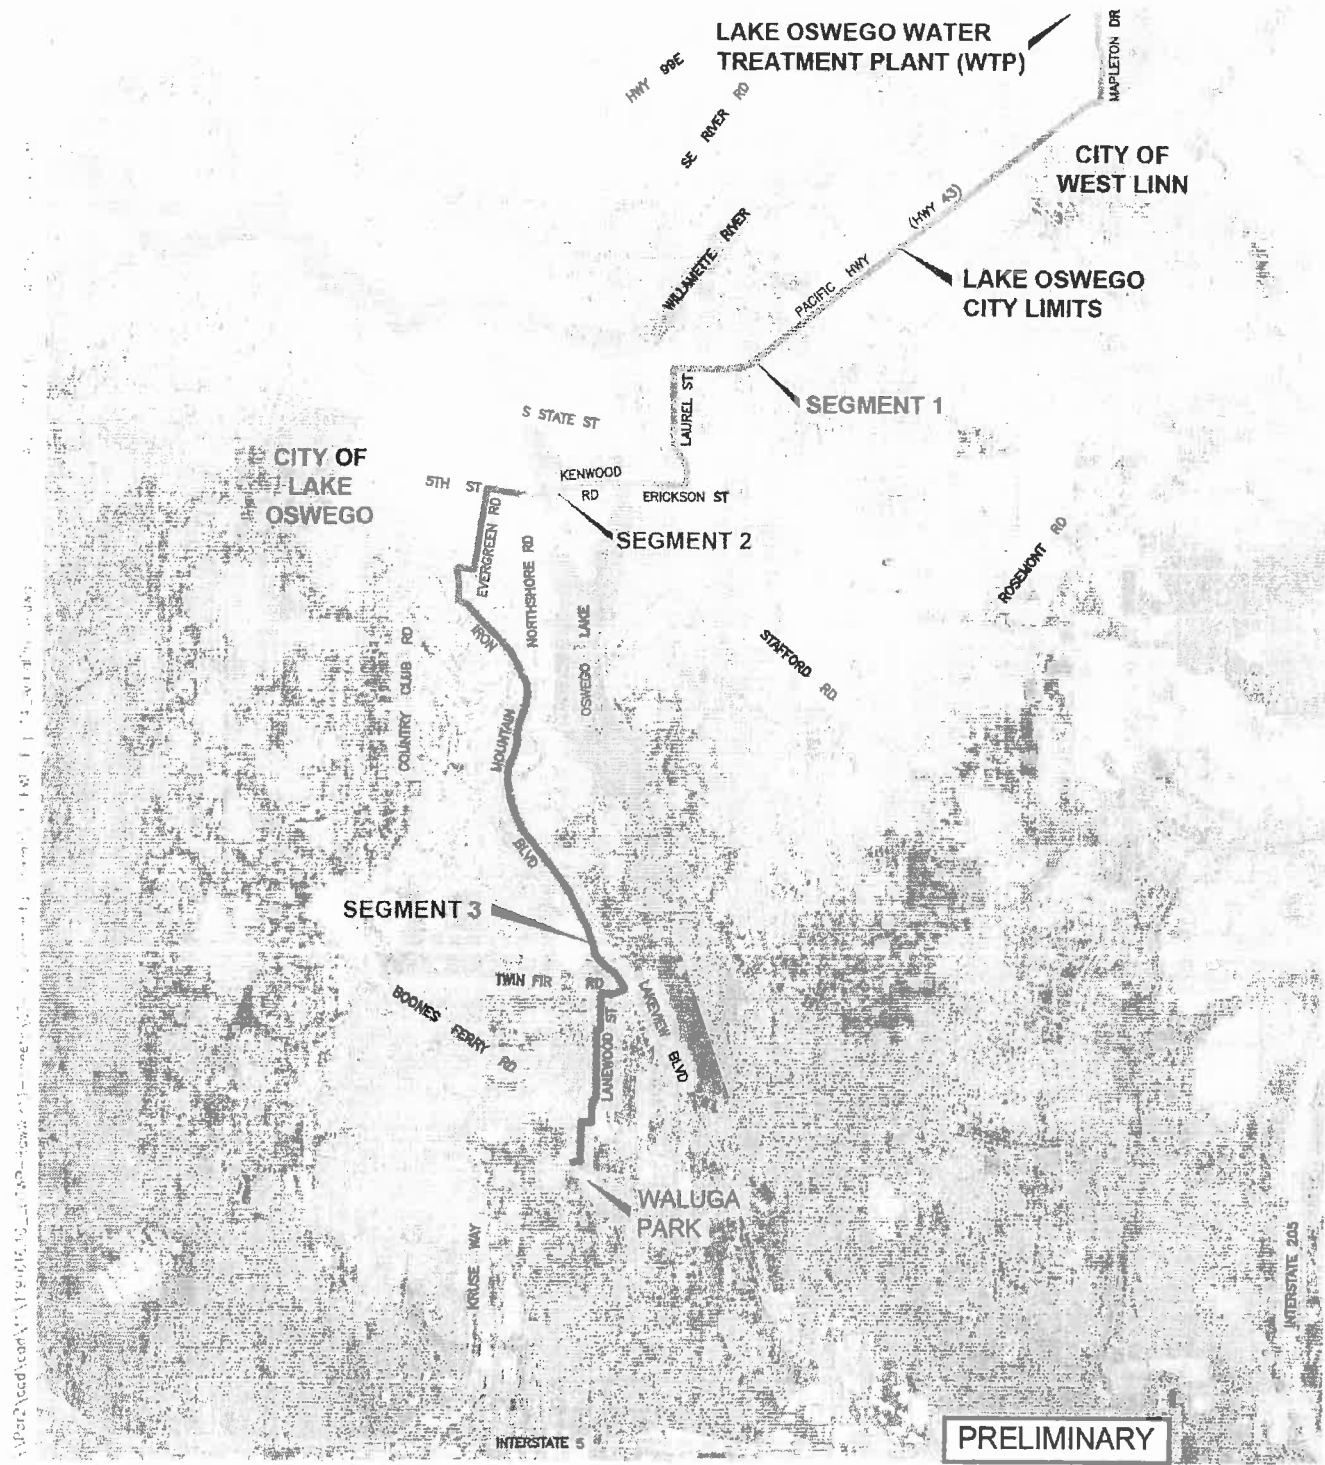 LAKE OSWEGO WATER
TREATMENT PLANT (WTP)
MAPLETON DR
HWY 99E
SE RIVER RD
CITY OF
WEST LINN
WILLAMETTE RIVER
PACIFIC HWY (HWY 43)
LAKE OSWEGO
CITY LIMITS
LAUREL ST
SEGMENT 1
S STATE ST
CITY OF
LAKE
OSWEGO
5TH ST
KENWOOD
RD
ERICKSON ST
SEGMENT 2
EVERGREEN RD
NORTHSHORE RD
ROSEMONT RD
IRON MOUNTAIN BLVD
COUNTRY CLUB RD
OSWEGO LAKE
STAFFORD RD
SEGMENT 3
TWIN FIR RD
BOONES FERRY RD
LAKEWOOD ST
LAKEVIEW BLVD
WALUGA
PARK
KRUSE WAY
INTERSTATE 205
INTERSTATE 5
PRELIMINARY